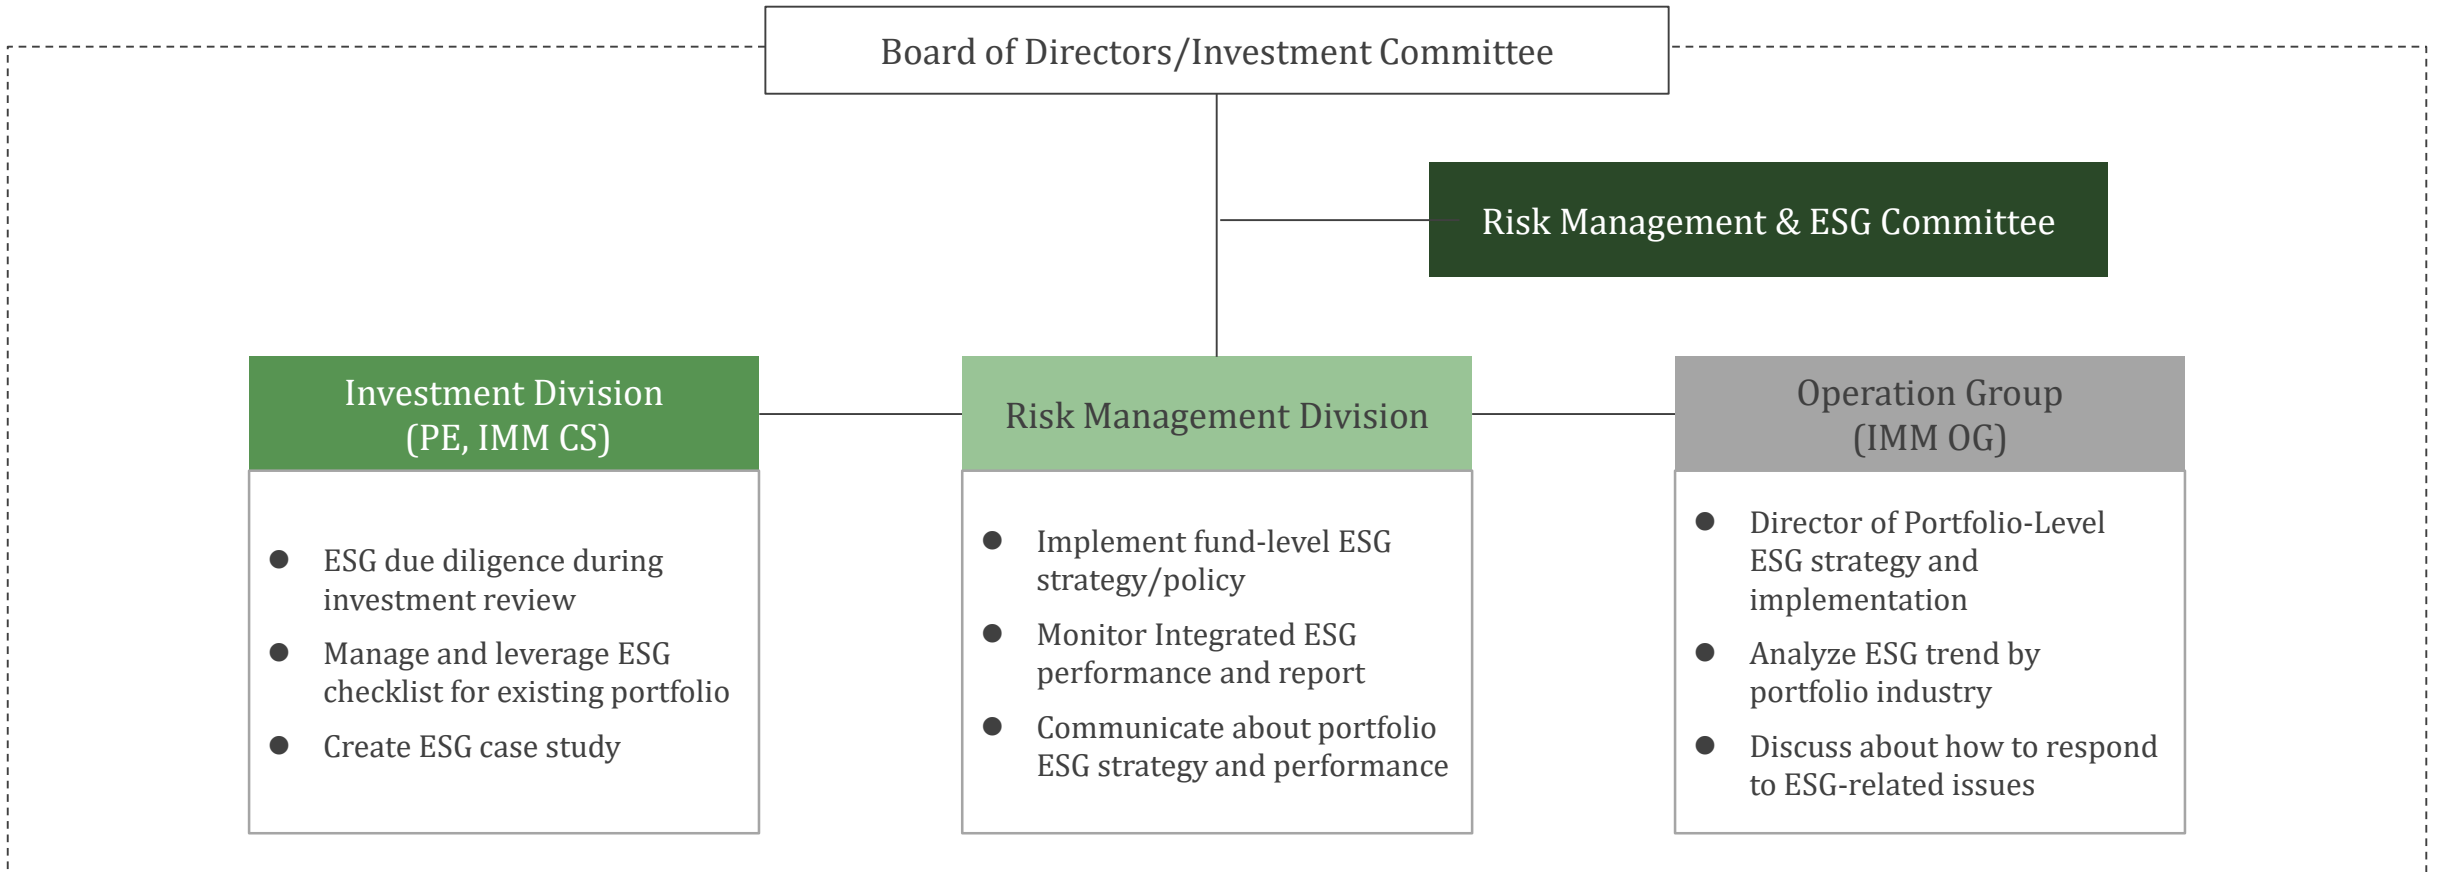 Board of Directors/Investment Committee
Risk Management & ESG Committee
Investment Division
(PE, IMM CS)
● ESG due diligence during
investment review
● Manage and leverage ESG
checklist for existing portfolio
● Create ESG case study
Risk Management Division
● Implement fund-level ESG
strategy/policy
● Monitor Integrated ESG
performance and report
● Communicate about portfolio
ESG strategy and performance
Operation Group
(IMM OG)
● Director of Portfolio-Level
ESG strategy and
implementation
● Analyze ESG trend by
portfolio industry
● Discuss about how to respond
to ESG-related issues